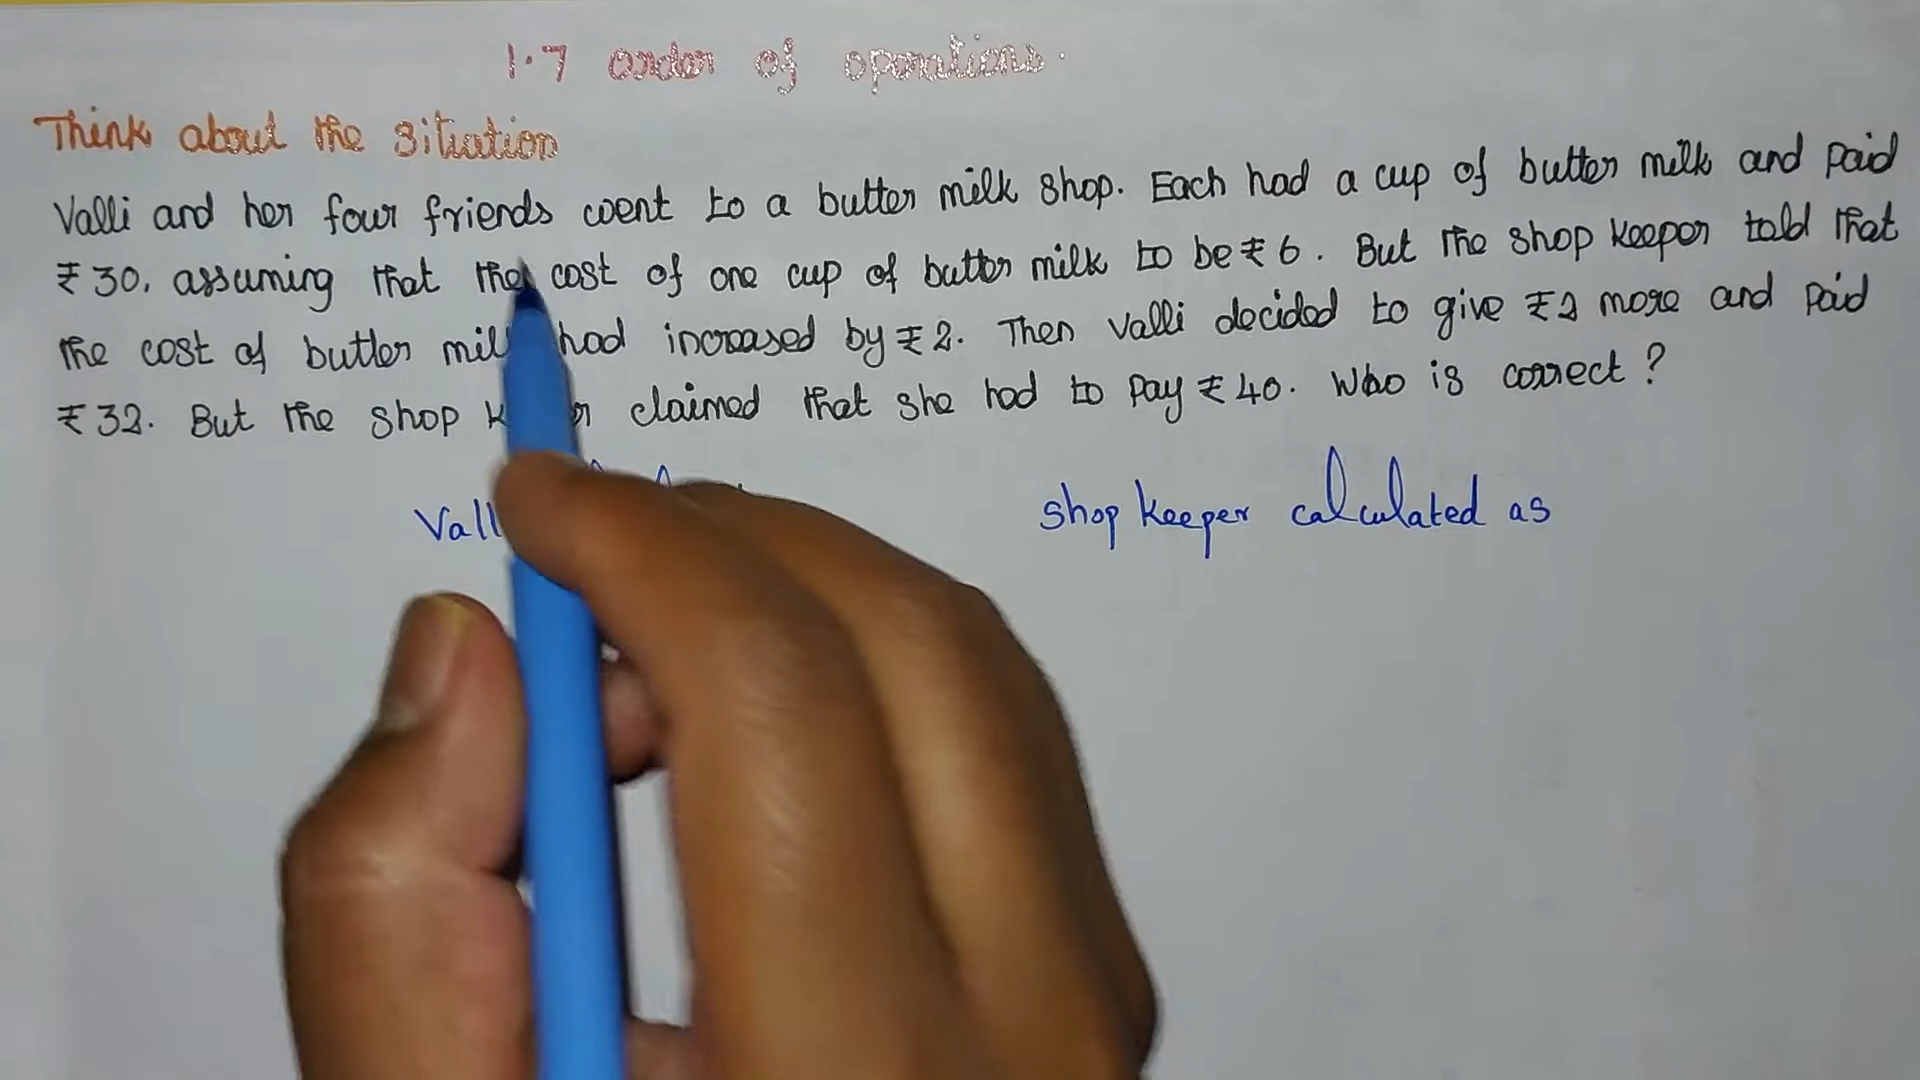 1.7 order of operations.
Think about the situation
Valli and her four friends went to a butter milk shop. Each had a cup of butter milk and paid
₹30, assuming that the cost of one cup of butter milk to be ₹6. But the shop keeper told that
the cost of butter milk had increased by ₹2. Then Valli decided to give ₹2 more and paid
₹32. But the shop claimed that she had to pay ₹40. Who is correct?
shop keeper calculated as